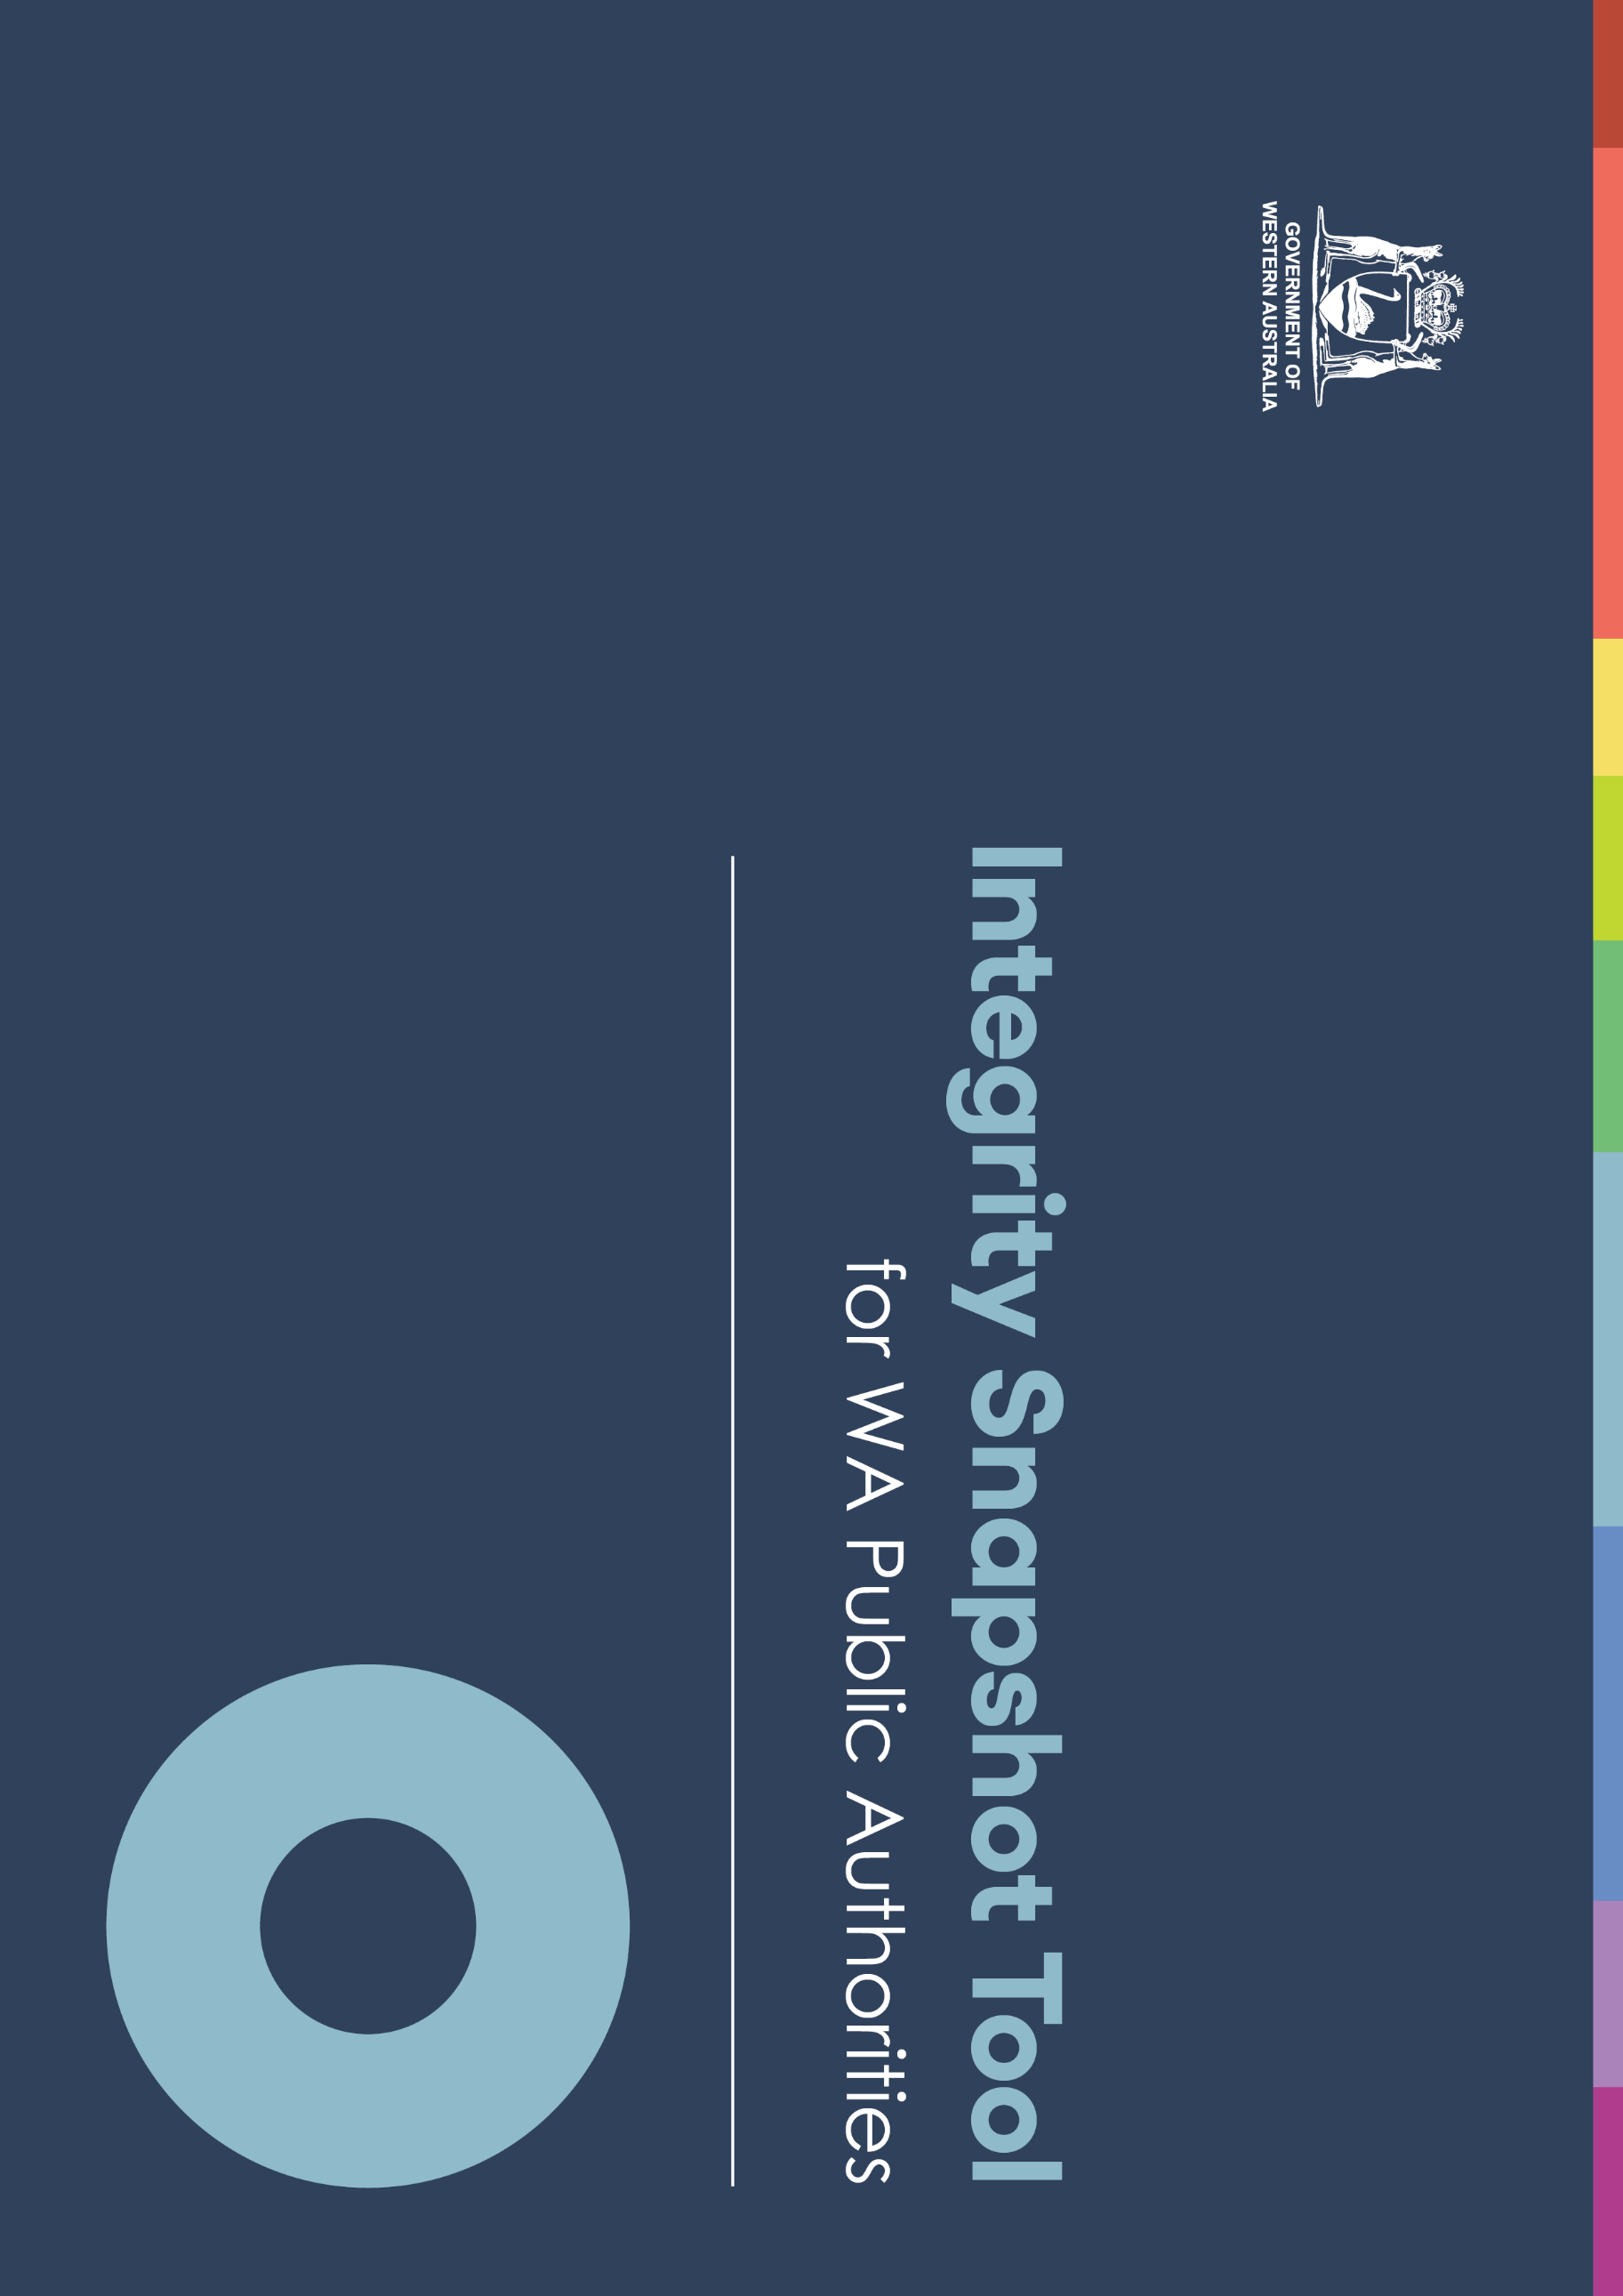 GOVERNMENT OF
WESTERN AUSTRALIA
Integrity Snapshot Tool
for WA Public Authorities